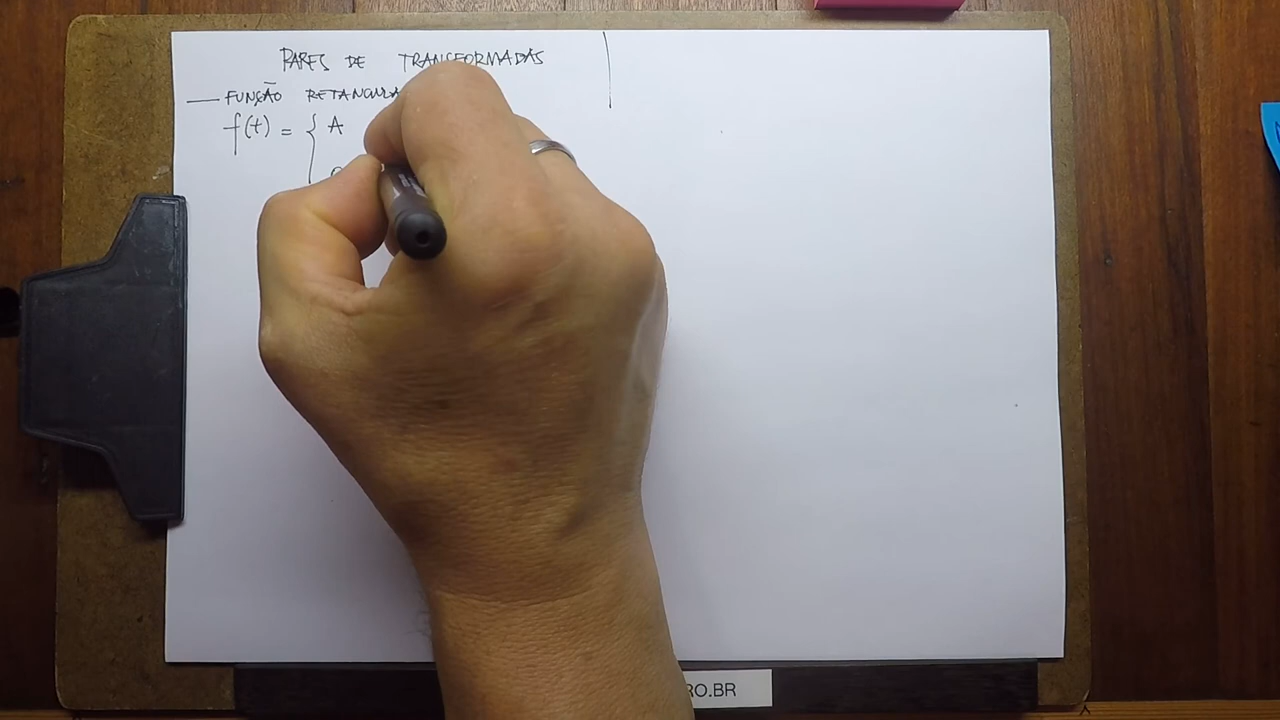 PARES DE TRANSFORMADAS
— FUNÇÃO
f(t) = { A
RO.BR